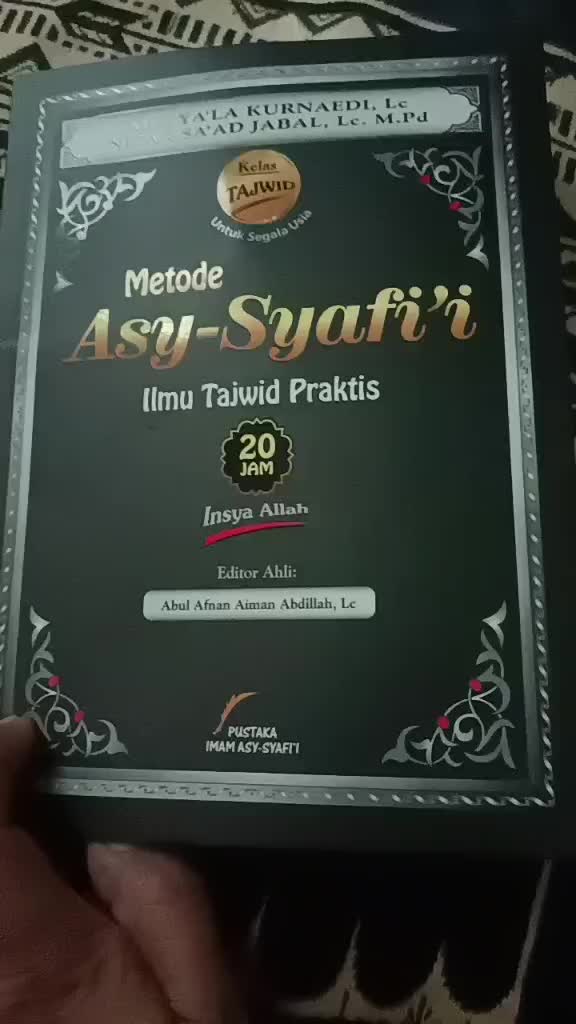 YA'LA KURNAEDI, Lc
SA'AD JABAL, Lc. M.Pd
Kelas
TAJWID
Untuk Segala Usia
Metode
Asy-Syafi'i
Ilmu Tajwid Praktis
20
JAM
Insya Allah
Editor Ahli:
Abul Afnan Aiman Abdillah, Lc
PUSTAKA
IMAM ASY-SYAFI'I